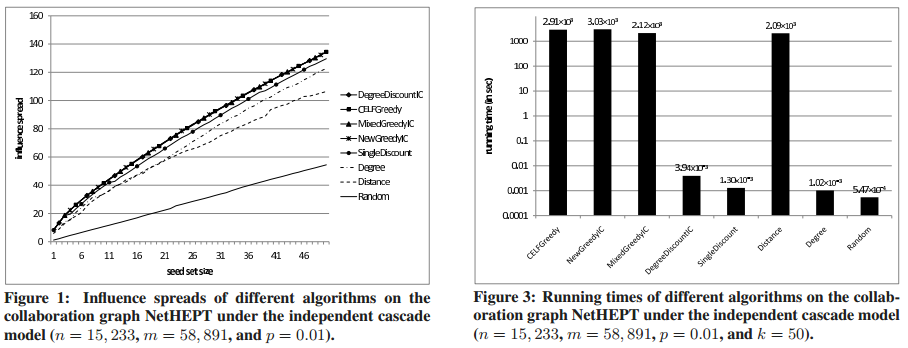 160
140
120
100
80
60
40
20
0
influence spread
1 6 11 16 21 26 31 36 41 46
seed set size
DegreeDiscountIC
CELFGreedy
MixedGreedyIC
NewGreedyIC
SingleDiscount
Degree
Distance
Random
Figure 1: Influence spreads of different algorithms on the
collaboration graph NetHEPT under the independent cascade
model (n = 15, 233, m = 58, 891, and p = 0.01).
2.91×10³ 3.03×10³ 2.12×10³ 3.94×10⁻³ 1.30×10⁻³ 2.09×10³ 1.02×10⁻³ 5.47×10⁻⁴
1000
100
10
1
0.1
0.01
0.001
0.0001
running time (in sec)
CELFGreedy NewGreedyIC MixedGreedyIC DegreeDiscountIC SingleDiscount Distance Degree Random
Figure 3: Running times of different algorithms on the collab-
oration graph NetHEPT under the independent cascade model
(n = 15, 233, m = 58, 891, p = 0.01, and k = 50).